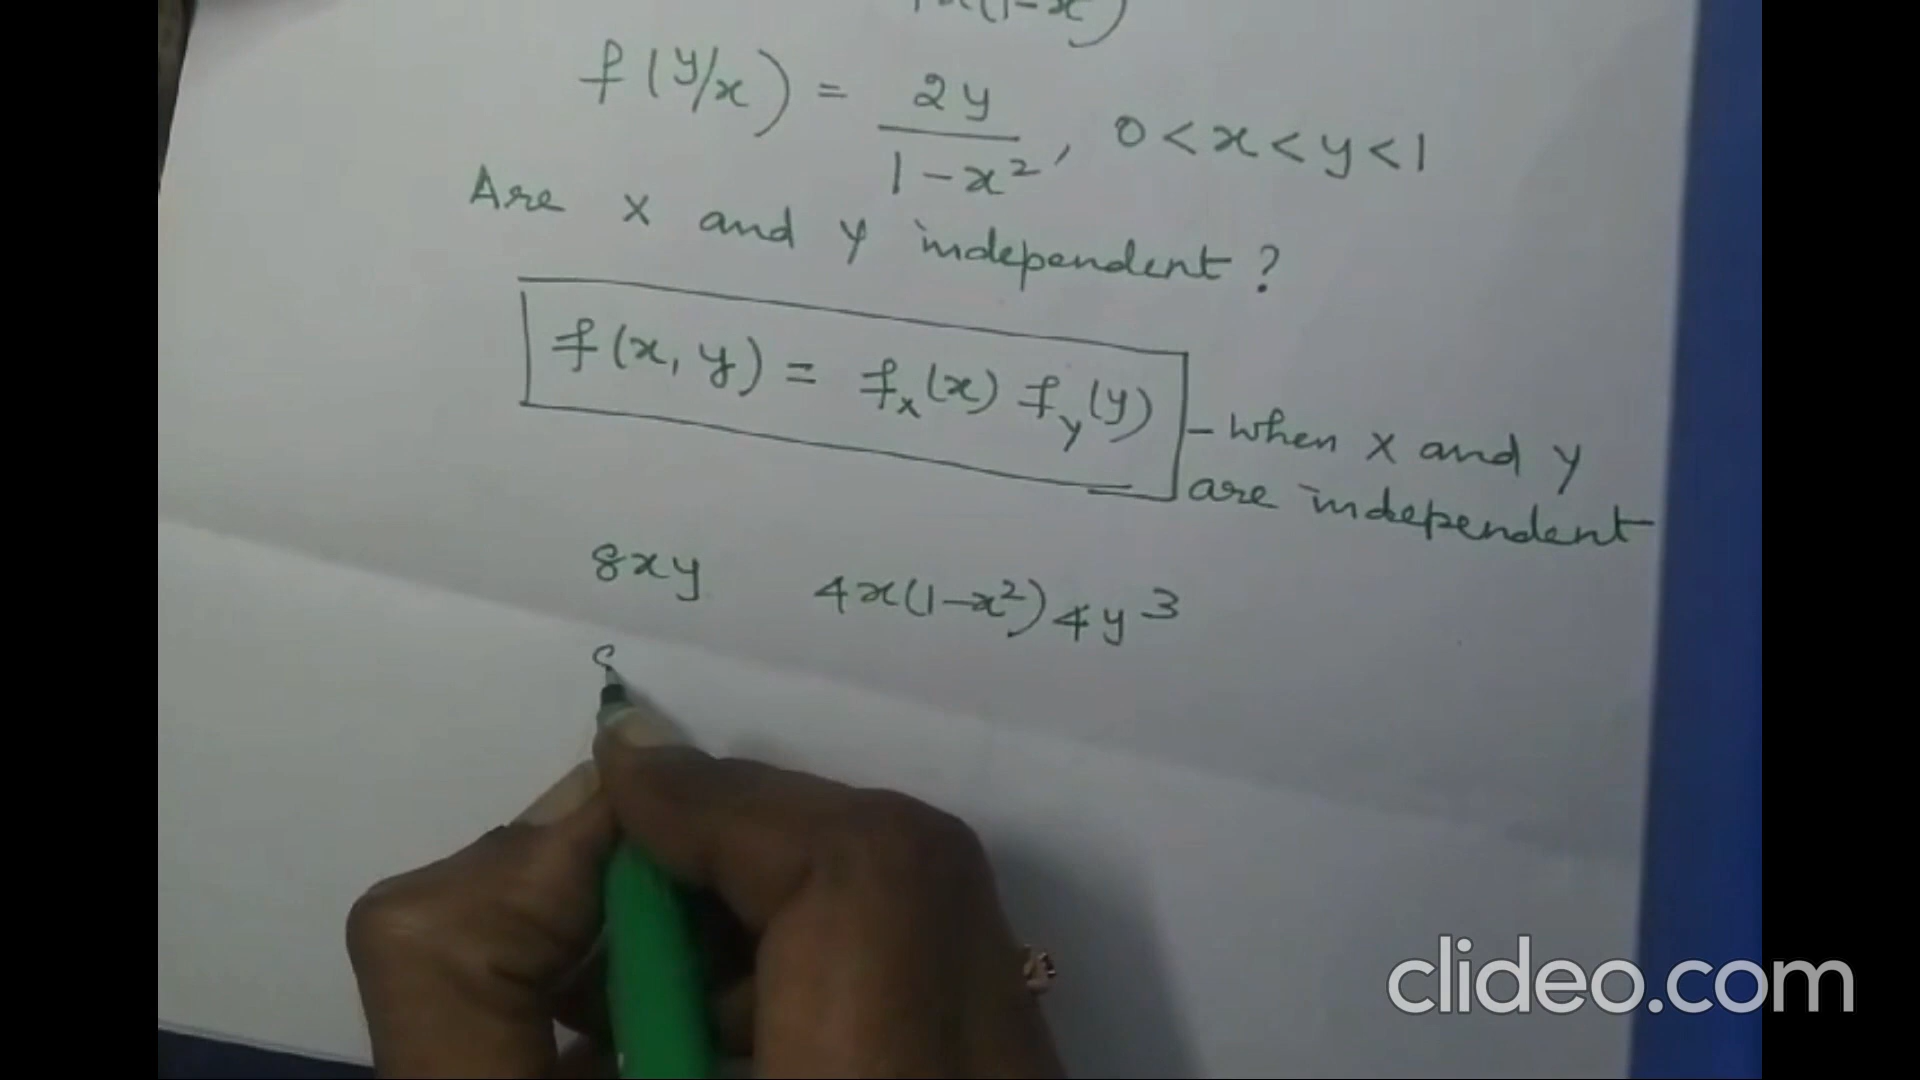 f(y/x) = 2y / 1-x², 0<x<y<1
Are X and Y independent?
f(x, y) = fX(x) fY(y) - when X and Y
are independent
8xy 4x(1-x²) 4y³
8
clideo.com